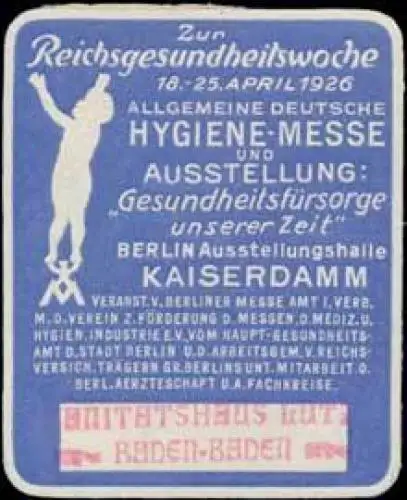 Zur
Reichsgesundheitswoche
18.-25. APRIL 1926
ALLGEMEINE DEUTSCHE
HYGIENE-MESSE
UND
AUSSTELLUNG:
„Gesundheitsfürsorge
unserer Zeit"
BERLIN Ausstellungshalle
KAISERDAMM
VERANST. V. BERLINER MESSE AMT I. VERB.
M. D. VEREIN Z. FÖRDERUNG D. MESSEN, D. MEDIZ. U.
HYGIEN. INDUSTRIE E.V. VOM HAUPT-GESUNDHEITS-
AMT D. STADT BERLIN U. D. ARBEITSGEM. V. REICHS-
VERSICH. TRÄGERN GR. BERLINS UNT. MITARBEIT D.
BERL. AERZTESCHAFT U. A. FACHKREISE.
ANITÄTSHAUS
BADEN-BADEN